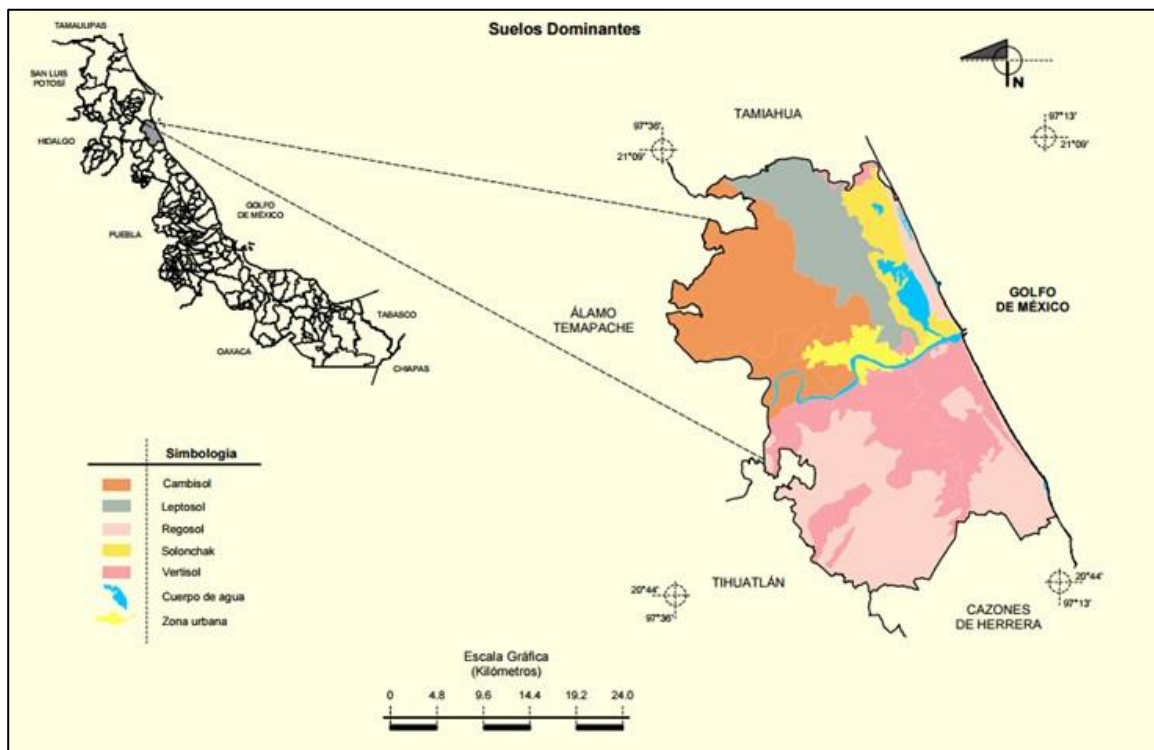 Suelos Dominantes
TAMAULIPAS
SAN LUIS
POTOSÍ
HIDALGO
PUEBLA
GOLFO
DE MÉXICO
TABASCO
OAXACA
CHIAPAS
N
TAMIAHUA
97°36'
21°09'
97°13'
21°09'
ÁLAMO
TEMAPACHE
GOLFO
DE MÉXICO
TIHUATLÁN
20°44'
97°36'
20°44'
97°13'
CAZONES
DE HERRERA
Simbología
Cambisol
Leptosol
Regosol
Solonchak
Vertisol
Cuerpo de agua
Zona urbana
Escala Gráfica
(Kilómetros)
0 4.8 9.6 14.4 19.2 24.0